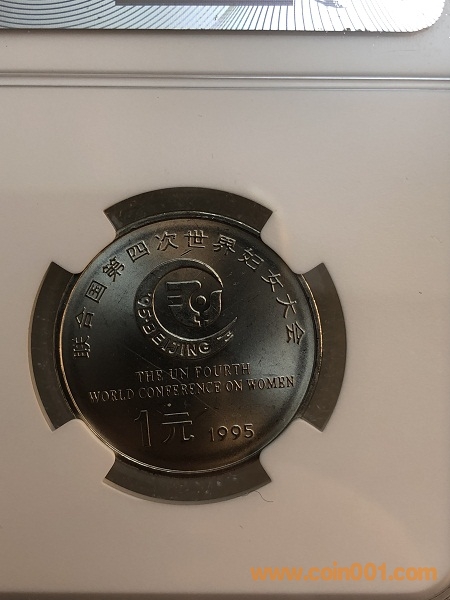 联合国第四次世界妇女大会
'95·BEIJING
THE UN FOURTH
WORLD CONFERENCE ON WOMEN
1元 1995
www.coin001.com